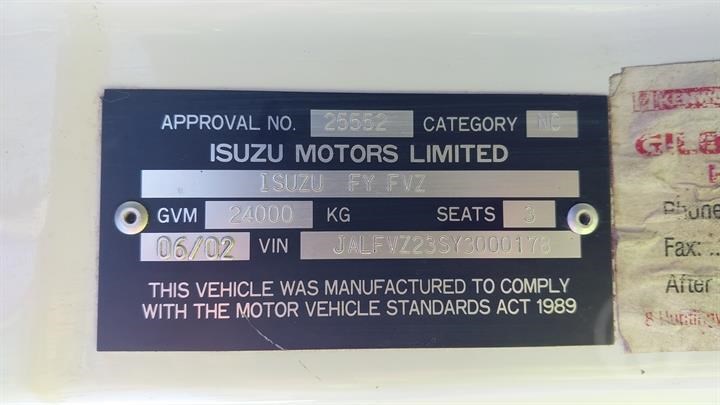 APPROVAL NO. 25552 CATEGORY NC
ISUZU MOTORS LIMITED
ISUZU FY FVZ
GVM 24000 KG SEATS 3
06/02 VIN JALFVZ23SY3000178
THIS VEHICLE WAS MANUFACTURED TO COMPLY
WITH THE MOTOR VEHICLE STANDARDS ACT 1989
Phone
Fax:
After